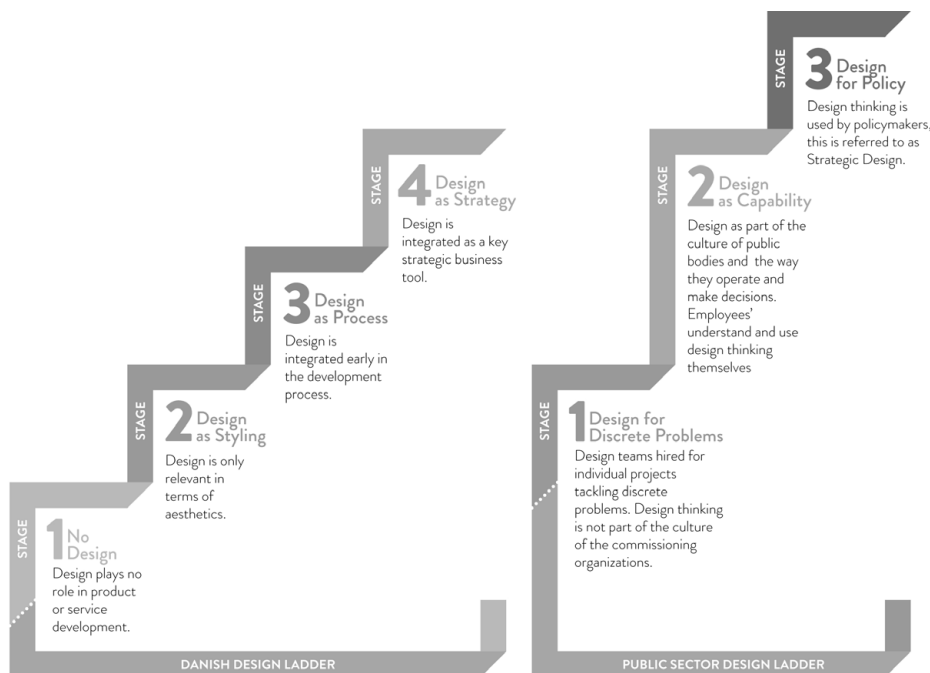 STAGE
4 Design
as Strategy
Design is
integrated as a key
strategic business
tool.
STAGE
3 Design
as Process
Design is
integrated early in
the development
process.
STAGE
2 Design
as Styling
Design is only
relevant in
terms of
aesthetics.
STAGE
1 No
Design
Design plays no
role in product
or service
development.
DANISH DESIGN LADDER
STAGE
3 Design
for Policy
Design thinking is
used by policymakers,
this is referred to as
Strategic Design.
STAGE
2 Design
as Capability
Design as part of the
culture of public
bodies and the way
they operate and
make decisions.
Employees’
understand and use
design thinking
themselves
STAGE
1 Design for
Discrete Problems
Design teams hired for
individual projects
tackling discrete
problems. Design thinking
is not part of the culture
of the commissioning
organizations.
PUBLIC SECTOR DESIGN LADDER